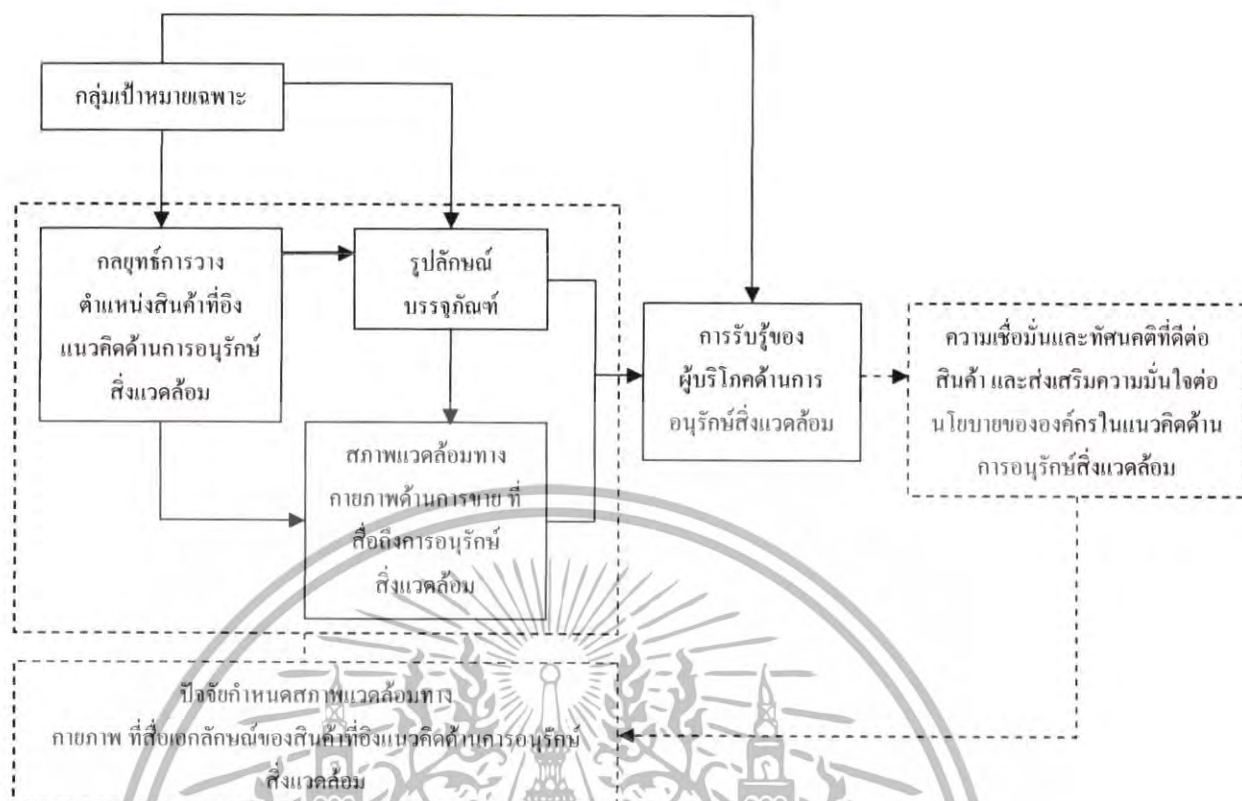 กลุ่มเป้าหมายเฉพาะ
กลยุทธ์การวาง
ตำแหน่งสินค้าที่อิง
แนวคิดด้านการอนุรักษ์
สิ่งแวดล้อม
รูปลักษณ์
บรรจุภัณฑ์
สภาพแวดล้อมทาง
กายภาพด้านการขาย ที่
สื่อถึงการอนุรักษ์
สิ่งแวดล้อม
การรับรู้ของ
ผู้บริโภคด้านการ
อนุรักษ์สิ่งแวดล้อม
ความเชื่อมั่นและทัศนคติที่ดีต่อ
สินค้า และส่งเสริมความมั่นใจต่อ
นโยบายขององค์กรในแนวคิดด้าน
การอนุรักษ์สิ่งแวดล้อม
ปัจจัยกำหนดสภาพแวดล้อมทาง
กายภาพ ที่สื่อเอกลักษณ์ของสินค้าที่อิงแนวคิดด้านการอนุรักษ์
สิ่งแวดล้อม